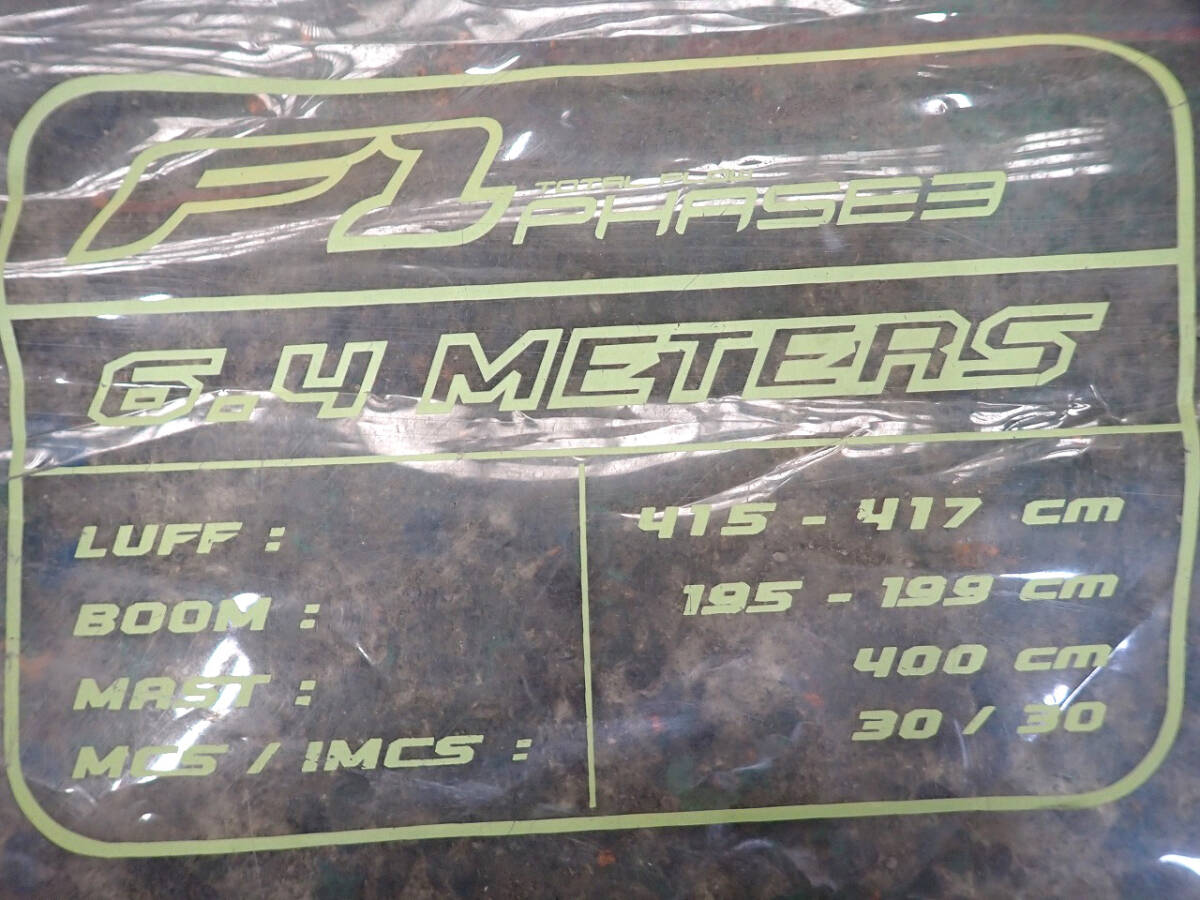 F1 TOTAL FLOW
PHASE3
6.4 METERS
LUFF : 415 - 417 cm
BOOM : 195 - 199 cm
MAST : 400 cm
MCS / IMCS : 30 / 30